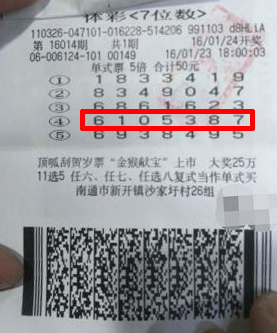 体彩<7位数>
110326-047101-016228-514206 991103 d8HLiA
第 16014期 共1期 16/01/24开奖
06-006124-101 00149 16/01/23 18:00:03
单式票 5倍 合计50元
① 1 8 3 3 4 1 9
② 8 3 4 9 0 4 7
③ 6 8 6 5 6 2 3
④ 6 1 0 5 3 8 7
⑤ 6 9 3 8 4 9 5
顶呱刮贺岁票“金猴献宝”上市 大奖25万
11选5 任六、任七、任选八复式当作单式买
南通市新开镇沙家圩村26组